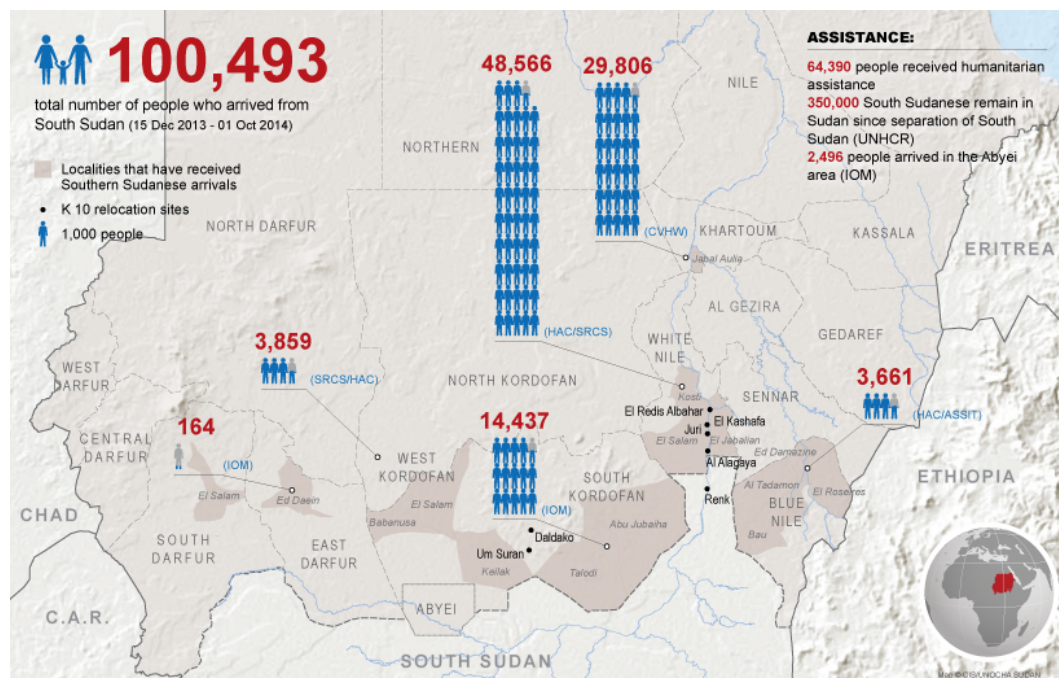 100,493
total number of people who arrived from
South Sudan (15 Dec 2013 - 01 Oct 2014)
Localities that have received
Southern Sudanese arrivals
K 10 relocation sites
1,000 people
ASSISTANCE:
64,390 people received humanitarian
assistance
350,000 South Sudanese remain in
Sudan since separation of South
Sudan (UNHCR)
2,496 people arrived in the Abyei
area (IOM)
48,566
(HAC/SRCS)
29,806
(CVHW)
3,859
(SRCS/HAC)
164
(IOM)
14,437
(IOM)
3,661
(HAC/ASSIT)
NORTHERN
NILE
NORTH DARFUR
KHARTOUM
KASSALA
ERITREA
Jabal Aulia
AL GEZIRA
WHITE
NILE
GEDAREF
WEST
DARFUR
NORTH KORDOFAN
Kosti
SENNAR
El Redis Albahar
El Kashafa
Juri
CENTRAL
DARFUR
WEST
KORDOFAN
SOUTH
KORDOFAN
El Salam
El Jabalian
Ed Damazine
Al Alagaya
ETHIOPIA
El Salam
Ed Daein
El Salam
Renk
Al Tadamon
El Roseires
BLUE
NILE
CHAD
Babanusa
Abu Jubaiha
Daldako
Bau
SOUTH
DARFUR
EAST
DARFUR
Um Suran
Keilak
Talodi
C.A.R.
ABYEI
SOUTH SUDAN
Map © GIS/UNOCHA SUDAN